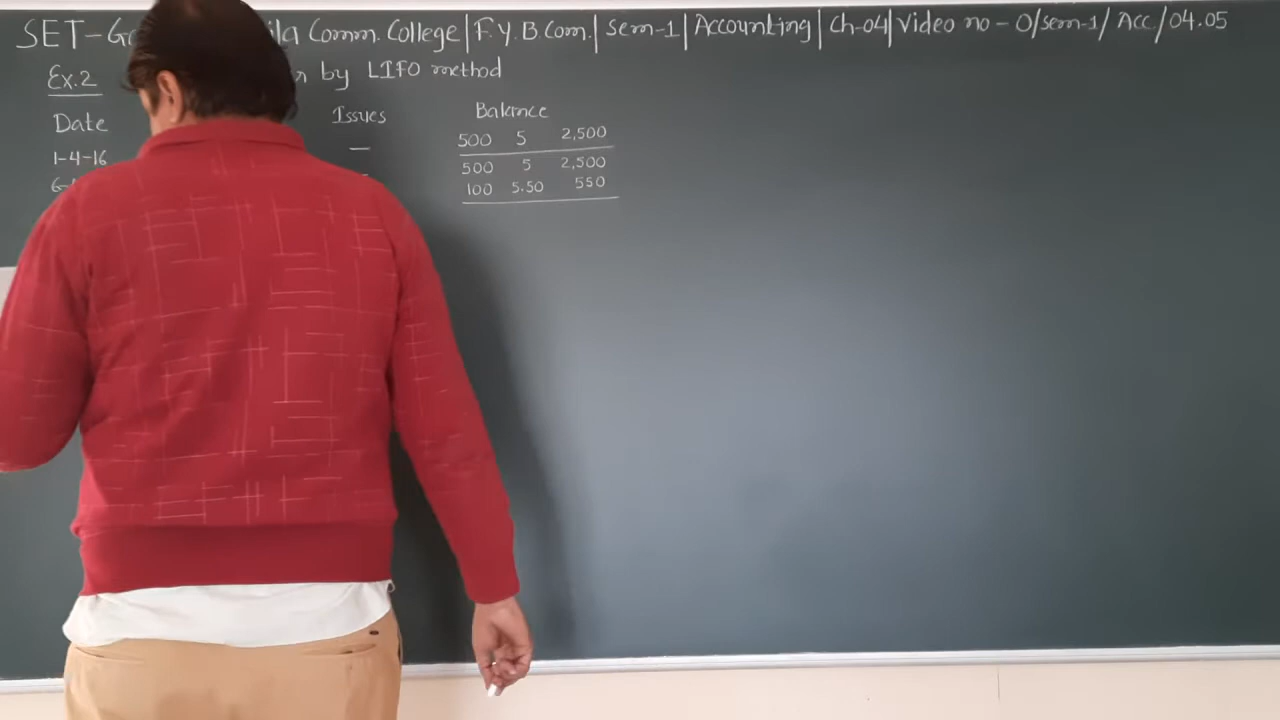 SET-G ila Comm. College | F.Y.B Com. | Sem-1 | Accounting | Ch-04 | Video no - O/sem-1/ Acc/04.05
Ex.2 by LIFO method
Date Issues Balance
1-4-16 — 500 5 2,500
500 5 2,500
100 5.50 550